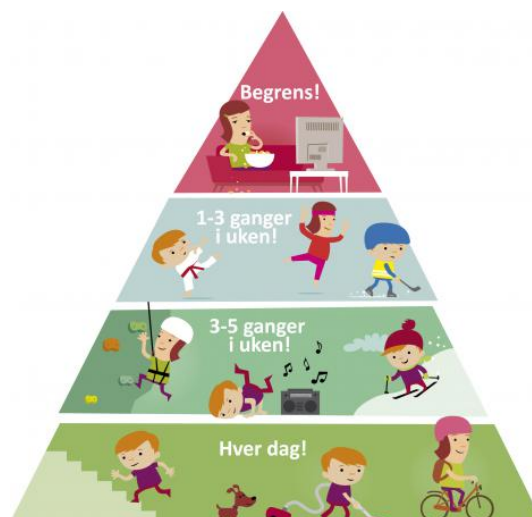 Begrens!
1-3 ganger
i uken!
3-5 ganger
i uken!
Hver dag!